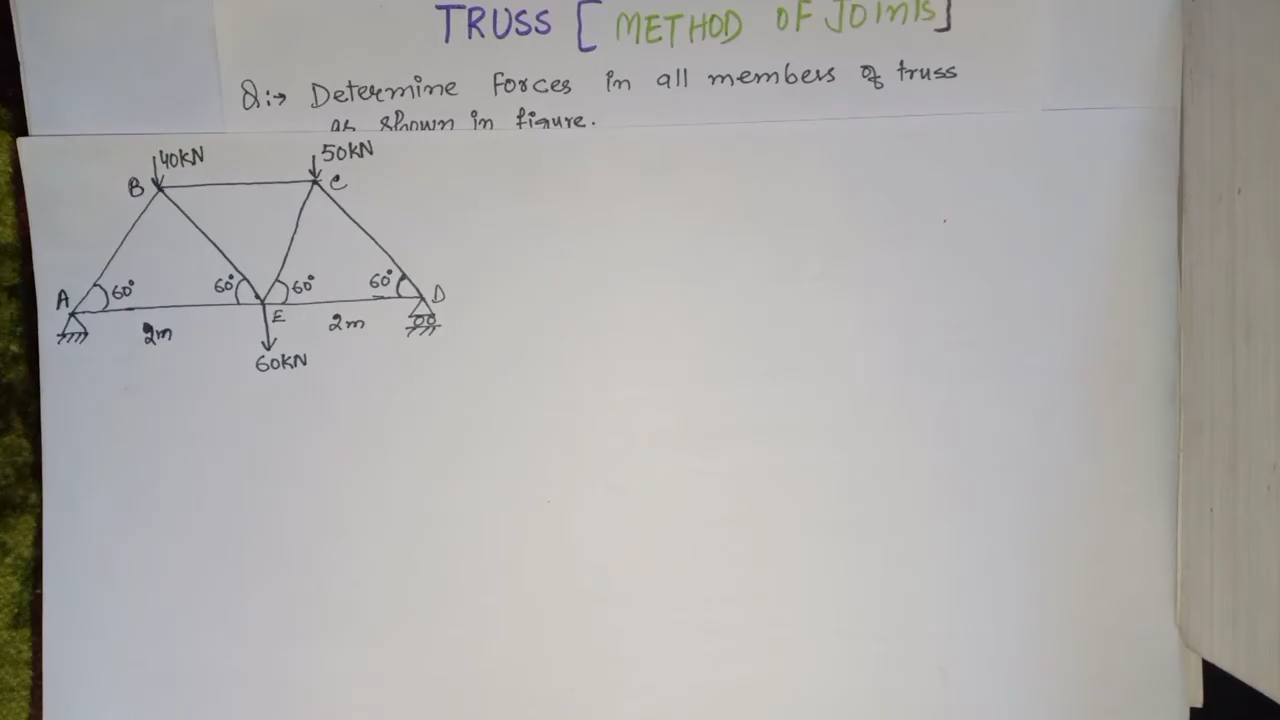 TRUSS [METHOD OF JOINTS]
Q:→ Determine forces in all members of truss
as shown in figure.
40KN
50KN
B
C
A
60°
60°
60°
60°
D
E
2m
2m
60KN